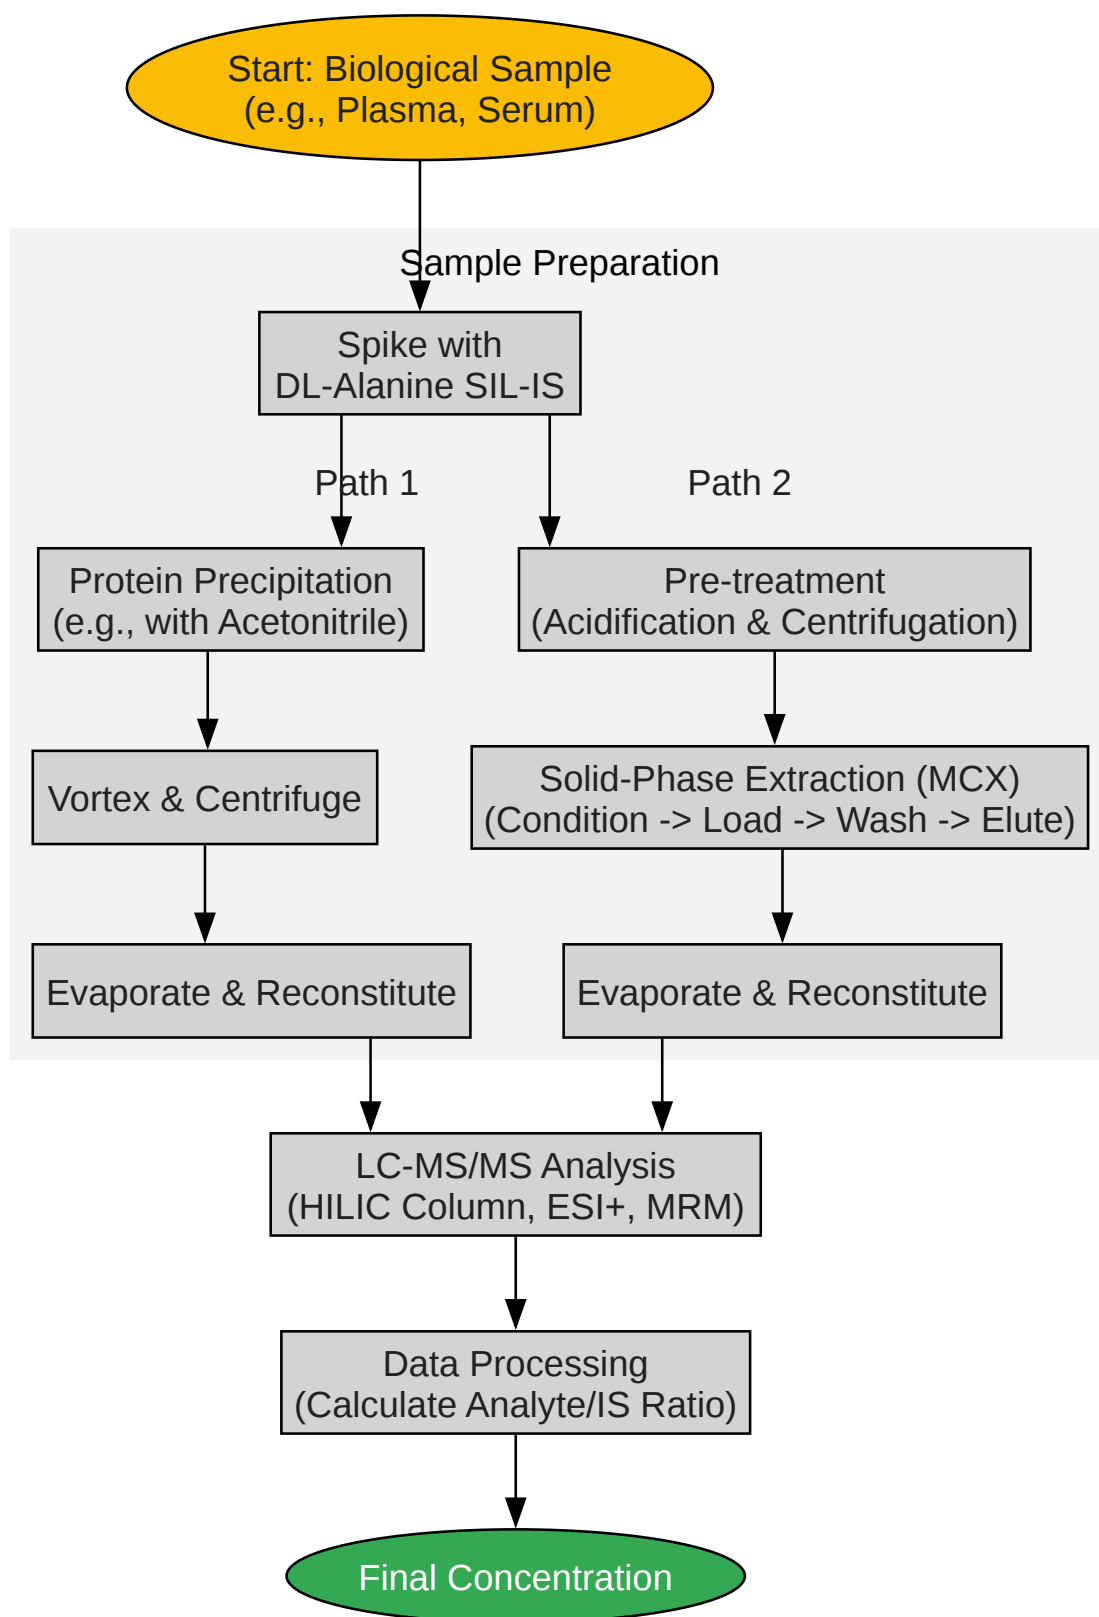 Start: Biological Sample
(e.g., Plasma, Serum)
Sample Preparation
Spike with
DL-Alanine SIL-IS
Path 1
Path 2
Protein Precipitation
(e.g., with Acetonitrile)
Pre-treatment
(Acidification & Centrifugation)
Vortex & Centrifuge
Solid-Phase Extraction (MCX)
(Condition -> Load -> Wash -> Elute)
Evaporate & Reconstitute
Evaporate & Reconstitute
LC-MS/MS Analysis
(HILIC Column, ESI+, MRM)
Data Processing
(Calculate Analyte/IS Ratio)
Final Concentration